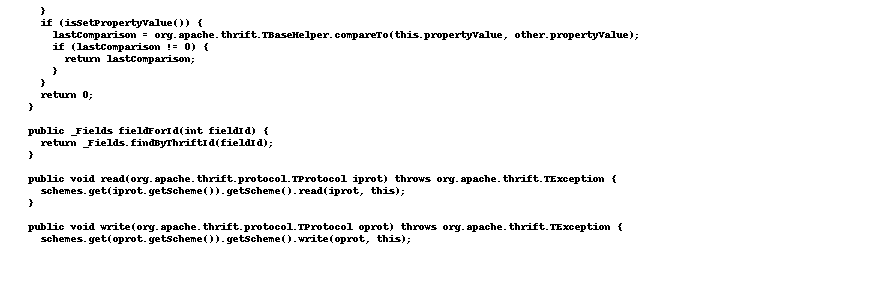 }
if (isSetPropertyValue()) {
lastComparison = org.apache.thrift.TBaseHelper.compareTo(this.propertyValue, other.propertyValue);
if (lastComparison != 0) {
return lastComparison;
}
}
return 0;
}
public _Fields fieldForId(int fieldId) {
return _Fields.findByThriftId(fieldId);
}
public void read(org.apache.thrift.protocol.TProtocol iprot) throws org.apache.thrift.TException {
schemes.get(iprot.getScheme()).getScheme().read(iprot, this);
}
public void write(org.apache.thrift.protocol.TProtocol oprot) throws org.apache.thrift.TException {
schemes.get(oprot.getScheme()).getScheme().write(oprot, this);